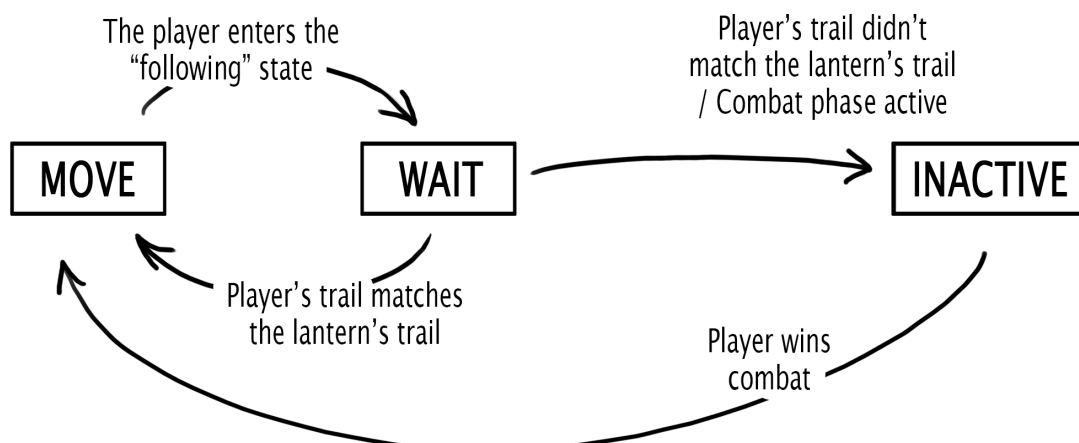 The player enters the
“following” state
Player’s trail didn’t
match the lantern’s trail
/ Combat phase active
MOVE
WAIT
INACTIVE
Player’s trail matches
the lantern’s trail
Player wins
combat